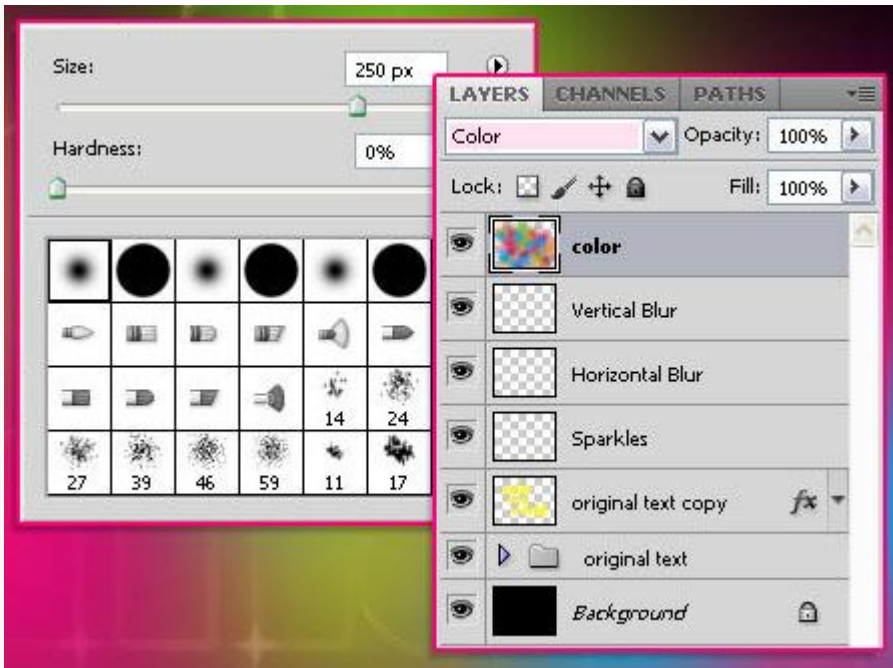 Size:
250 px
Hardness:
0%
14
24
27
39
46
59
11
17
LAYERS CHANNELS PATHS
Color
Opacity: 100%
Lock:
Fill: 100%
color
Vertical Blur
Horizontal Blur
Sparkles
original text copy fx
original text
Background